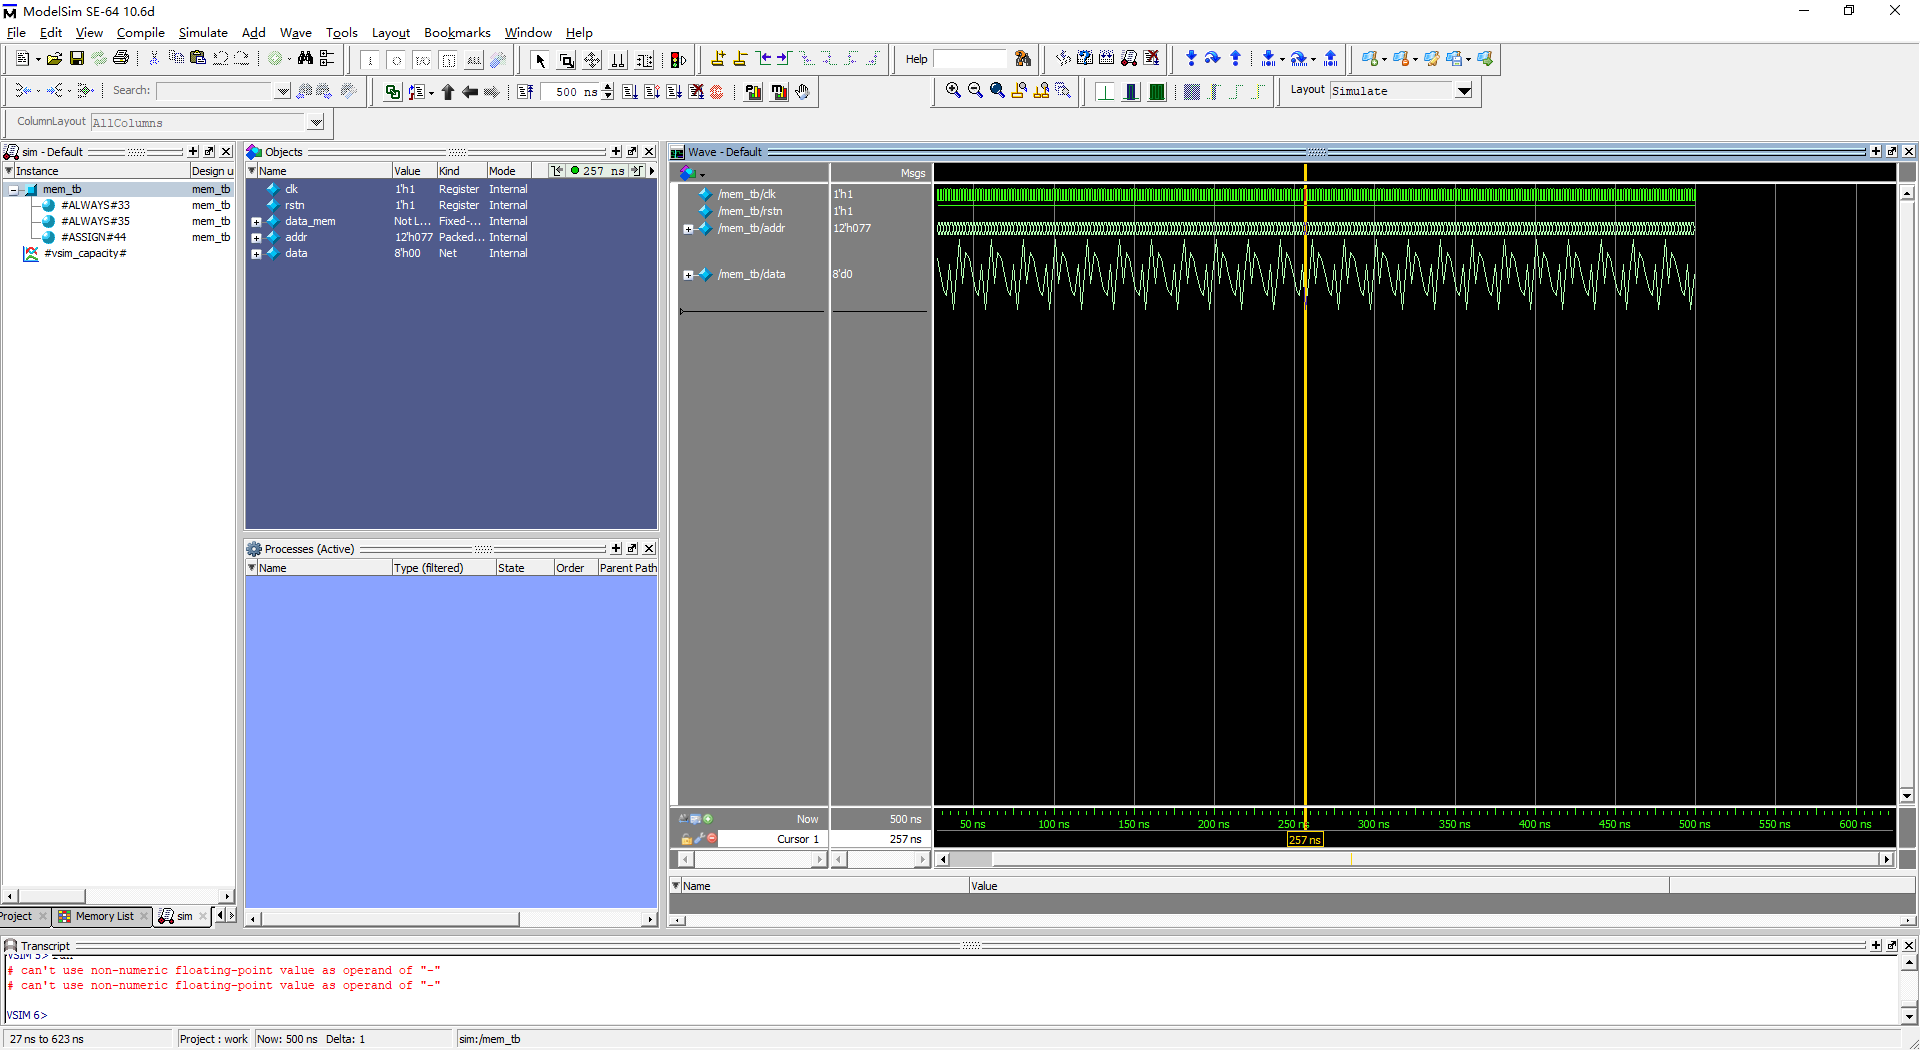 ModelSim SE-64 10.6d
File Edit View Compile Simulate Add Wave Tools Layout Bookmarks Window Help
Help
Search: 500 ns Layout Simulate
ColumnLayout AllColumns
sim - Default
Instance Design u
mem_tb mem_tb
#ALWAYS#33 mem_tb
#ALWAYS#35 mem_tb
#ASSIGN#44 mem_tb
#vsim_capacity#
Project Memory List sim
Objects
Name Value Kind Mode 257 ns
clk 1'h1 Register Internal
rstn 1'h1 Register Internal
data_mem Not L... Fixed-... Internal
addr 12'h077 Packed... Internal
data 8'h00 Net Internal
Processes (Active)
Name Type (filtered) State Order Parent Path
Wave - Default
Msgs
/mem_tb/clk 1'h1
/mem_tb/rstn 1'h1
/mem_tb/addr 12'h077
/mem_tb/data 8'd0
Now 500 ns
50 ns 100 ns 150 ns 200 ns 250 ns 300 ns 350 ns 400 ns 450 ns 500 ns 550 ns 600 ns
Cursor 1 257 ns
257 ns
Name Value
Transcript
VSIM 5> run
# can't use non-numeric floating-point value as operand of "-"
# can't use non-numeric floating-point value as operand of "-"
VSIM 6>
27 ns to 623 ns Project : work Now: 500 ns Delta: 1 sim:/mem_tb